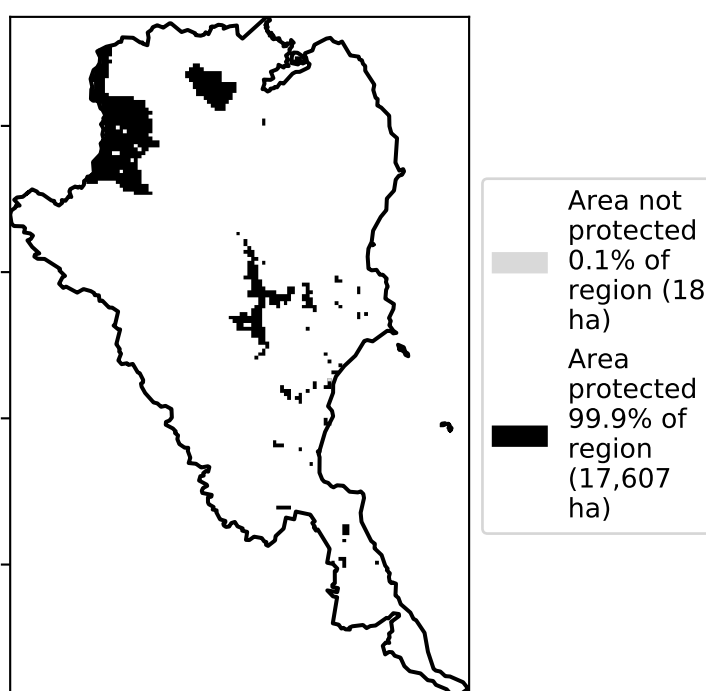 Area not
protected
0.1% of
region (18
ha)
Area
protected
99.9% of
region
(17,607
ha)